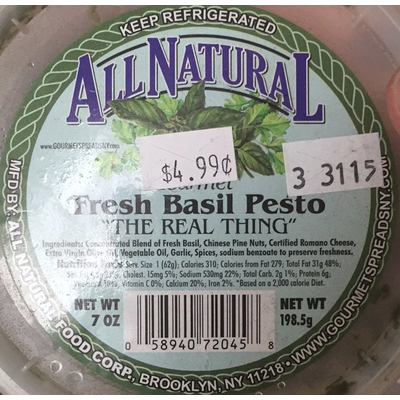 KEEP REFRIGERATED
ALL NATURAL
www.GOURMETSPREADSNY.com
$4.99¢
3 3115
Gourmet
Fresh Basil Pesto
"THE REAL THING"
Ingredients: Concentrated Blend of Fresh Basil, Chinese Pine Nuts, Certified Romano Cheese,
Extra Virgin Olive Oil, Vegetable Oil, Garlic, Spices, sodium benzoate to preserve freshness.
Nutrition Serv. Size 1 (62g): Calories 310; Calories from Fat 279; Total Fat 31g 48%;
Cholest. 15mg 5%; Sodium 530mg 22% Total Carb. 2g 1%; Protein 6g;
Vitamin C 0%; Calcium 20%; Iron 2%. *Based on a 2,000 calorie Diet.
NET WT
7 OZ
NET WT.
198.5g
0 58940 72045 8
MFD BY: ALL NATURAL FOOD CORP., BROOKLYN, NY 11218 • WWW.GOURMETSPREADSNY.COM